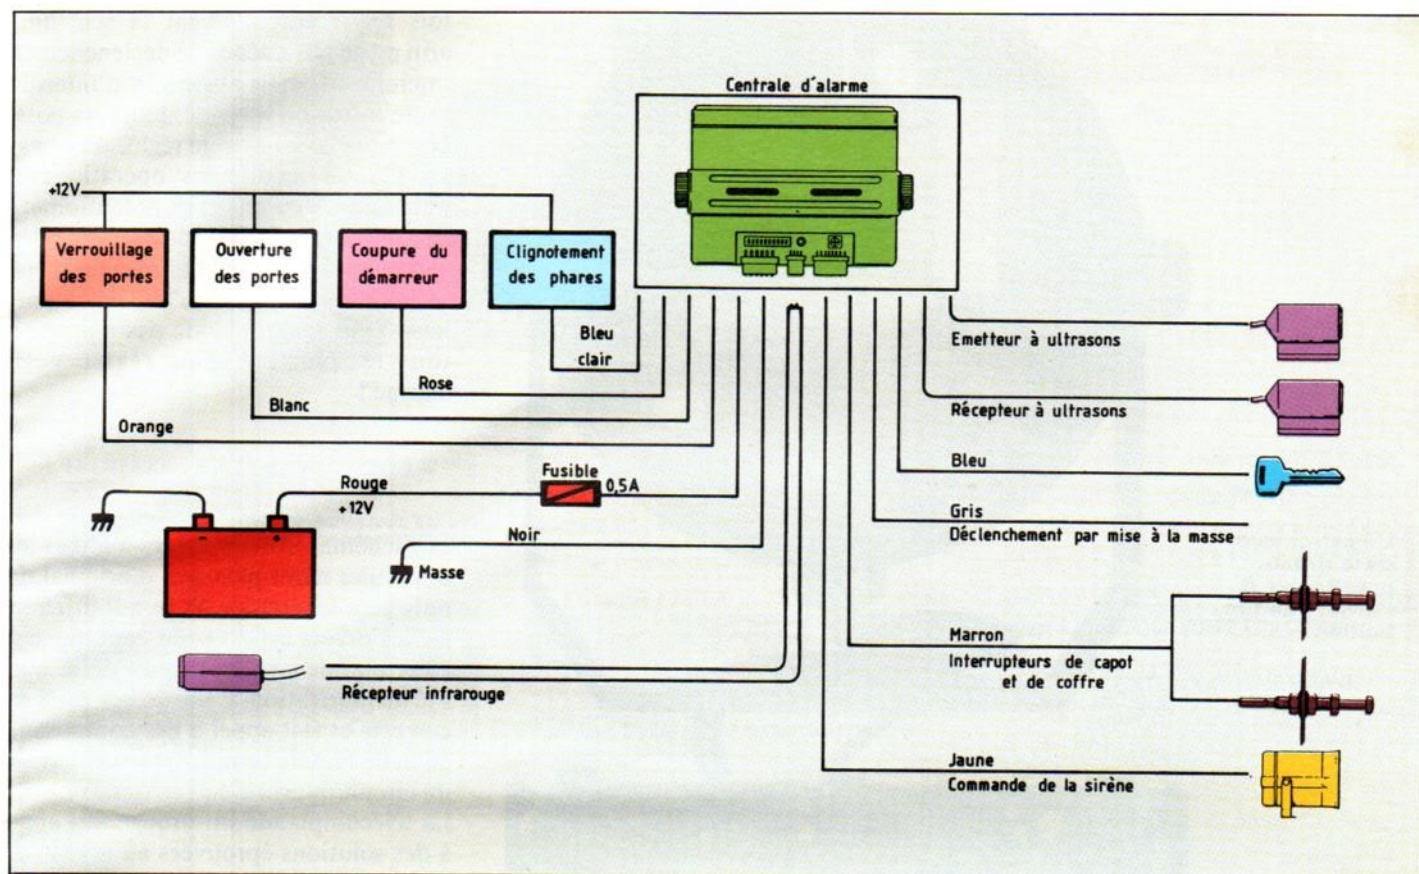 Centrale d'alarme
+12V
Verrouillage
des portes
Ouverture
des portes
Coupure du
démarreur
Clignotement
des phares
Bleu
clair
Rose
Blanc
Orange
Emetteur à ultrasons
Récepteur à ultrasons
Bleu
Gris
Déclenchement par mise à la masse
Fusible
0,5A
Rouge
+12V
-
+
Noir
Masse
Marron
Interrupteurs de capot
et de coffre
Récepteur infrarouge
Jaune
Commande de la sirène